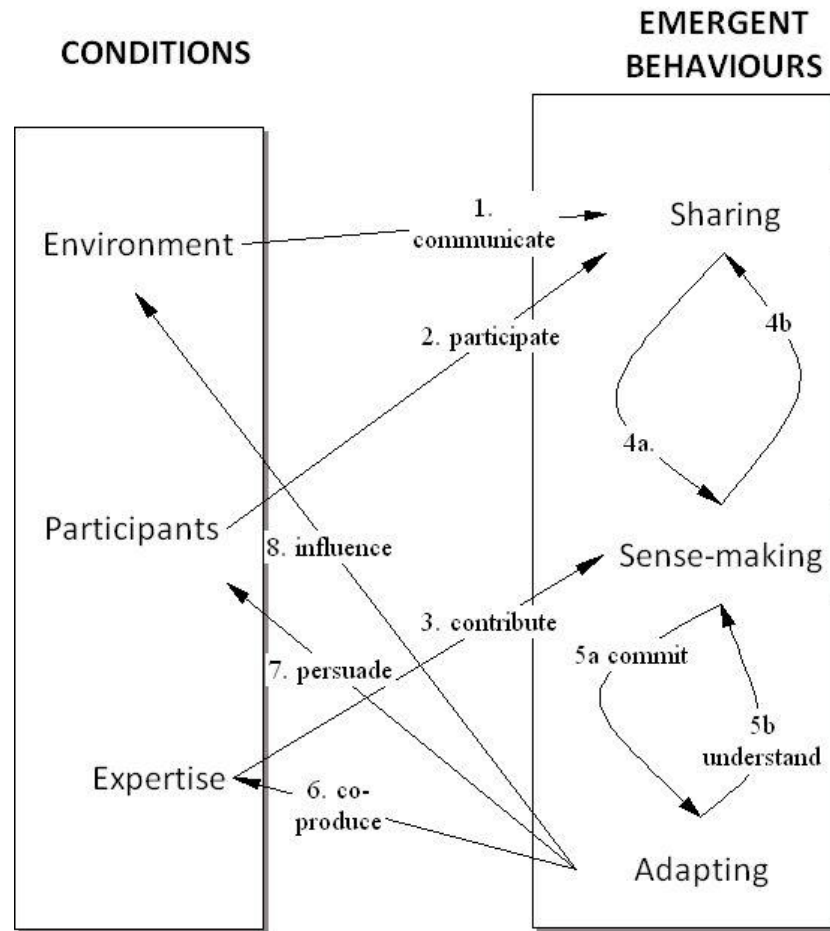 CONDITIONS
EMERGENT
BEHAVIOURS
Environment
1.
communicate
Sharing
2. participate
4b
4a.
Participants
8. influence
Sense-making
3. contribute
7. persuade
5a commit
5b
understand
Expertise
6. co-
produce
Adapting